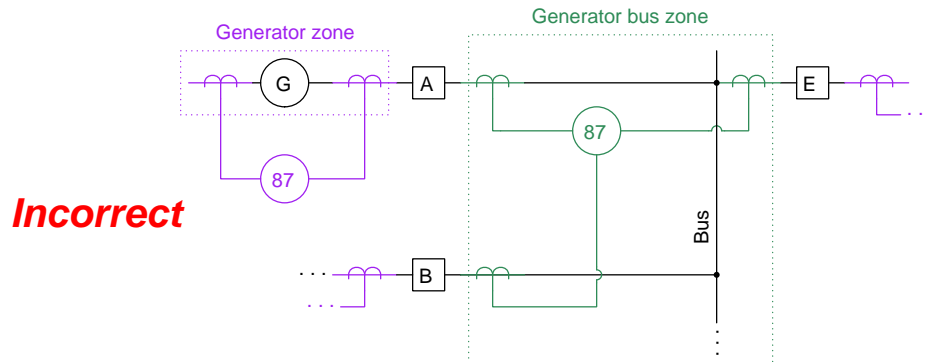 Generator bus zone
Generator zone
G
A
E
87
87
Incorrect
Bus
B